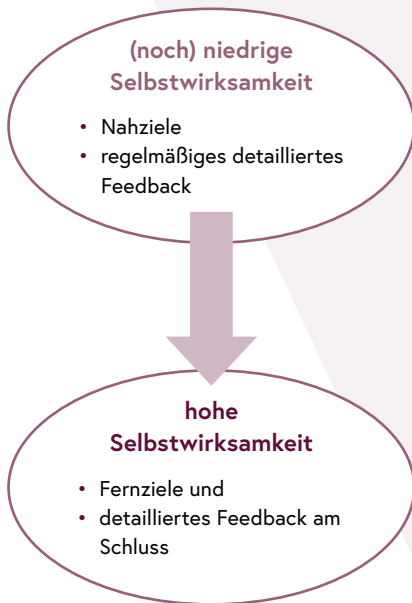 (noch) niedrige
Selbstwirksamkeit
• Nahziele
• regelmäßiges detailliertes
Feedback
hohe
Selbstwirksamkeit
• Fernziele und
• detailliertes Feedback am
Schluss